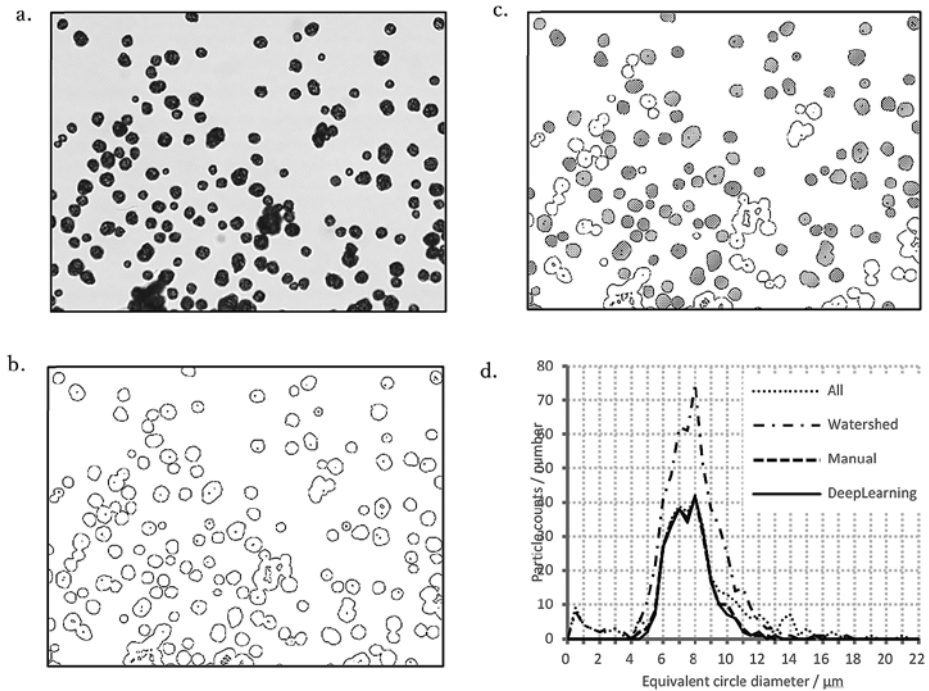 a.
c.
b.
d.
80
70
60
50
40
30
20
10
0
Particle counts / number
All
Watershed
Manual
DeepLearning
0 2 4 6 8 10 12 14 16 18 20 22
Equivalent circle diameter / μm